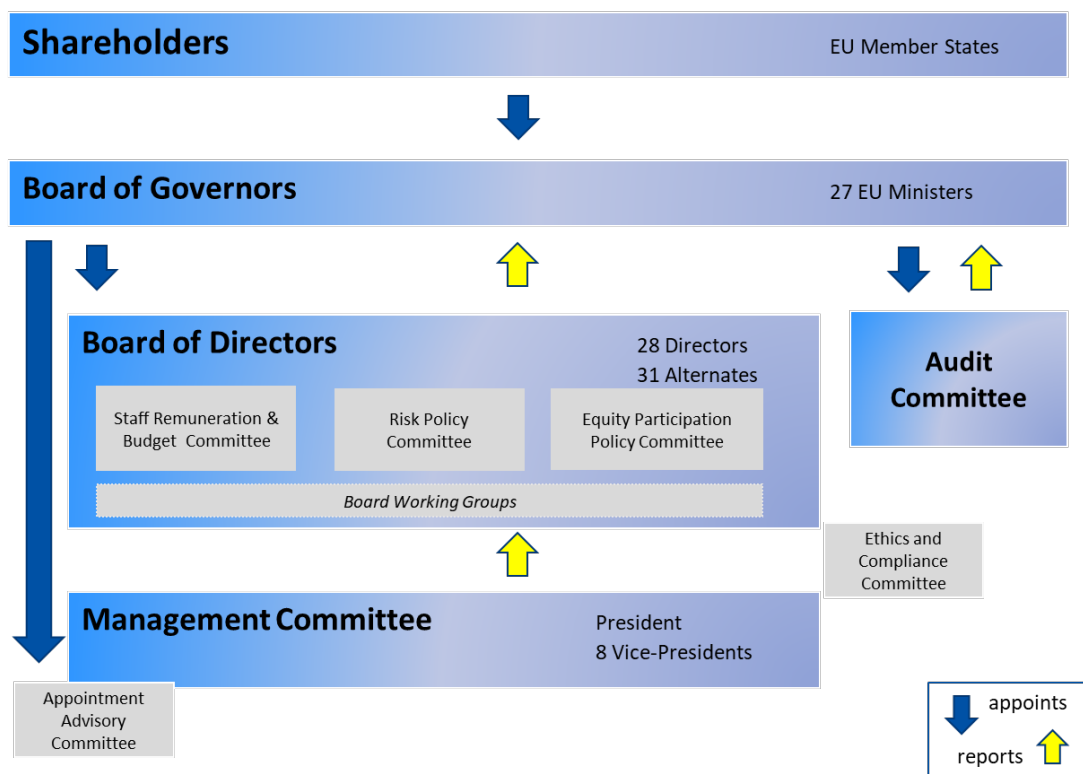 Shareholders
EU Member States
Board of Governors
27 EU Ministers
Board of Directors
28 Directors
31 Alternates
Staff Remuneration &
Budget Committee
Risk Policy
Committee
Equity Participation
Policy Committee
Board Working Groups
Audit
Committee
Ethics and
Compliance
Committee
Management Committee
President
8 Vice-Presidents
Appointment
Advisory
Committee
appoints
reports